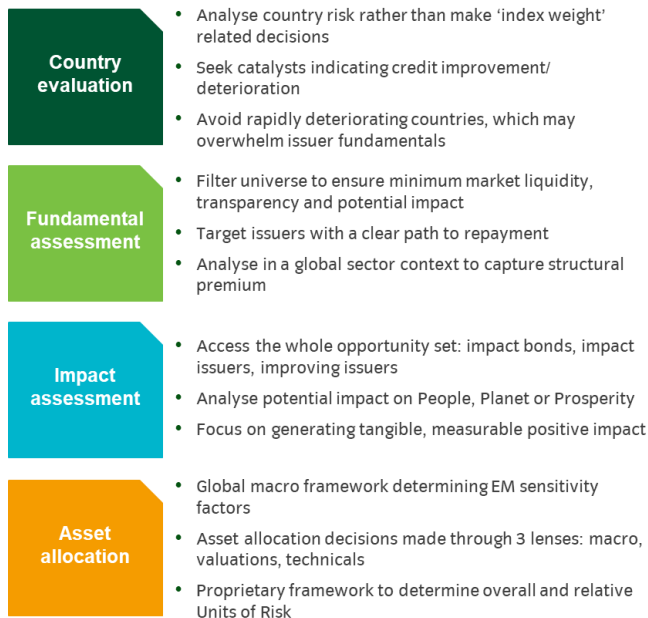 Country
evaluation
• Analyse country risk rather than make ‘index weight’
related decisions
• Seek catalysts indicating credit improvement/
deterioration
• Avoid rapidly deteriorating countries, which may
overwhelm issuer fundamentals
Fundamental
assessment
• Filter universe to ensure minimum market liquidity,
transparency and potential impact
• Target issuers with a clear path to repayment
• Analyse in a global sector context to capture structural
premium
Impact
assessment
• Access the whole opportunity set: impact bonds, impact
issuers, improving issuers
• Analyse potential impact on People, Planet or Prosperity
• Focus on generating tangible, measurable positive impact
Asset
allocation
• Global macro framework determining EM sensitivity
factors
• Asset allocation decisions made through 3 lenses: macro,
valuations, technicals
• Proprietary framework to determine overall and relative
Units of Risk